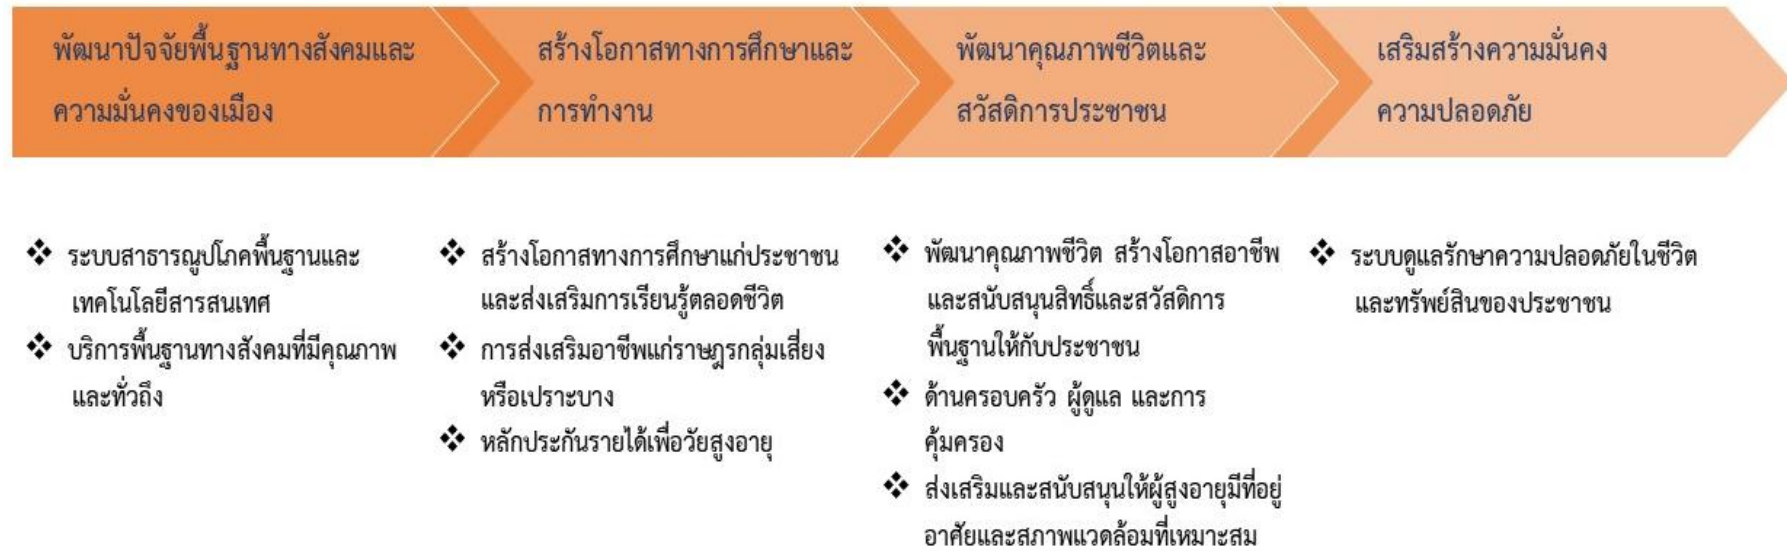 พัฒนาปัจจัยพื้นฐานทางสังคมและ
ความมั่นคงของเมือง
สร้างโอกาสทางการศึกษาและ
การทำงาน
พัฒนาคุณภาพชีวิตและ
สวัสดิการประชาชน
เสริมสร้างความมั่นคง
ความปลอดภัย
❖ ระบบสาธารณูปโภคพื้นฐานและ
เทคโนโลยีสารสนเทศ
❖ บริการพื้นฐานทางสังคมที่มีคุณภาพ
และทั่วถึง
❖ สร้างโอกาสทางการศึกษาแก่ประชาชน
และส่งเสริมการเรียนรู้ตลอดชีวิต
❖ การส่งเสริมอาชีพแก่ราษฎรกลุ่มเสี่ยง
หรือเปราะบาง
❖ หลักประกันรายได้เพื่อวัยสูงอายุ
❖ พัฒนาคุณภาพชีวิต สร้างโอกาสอาชีพ
และสนับสนุนสิทธิ์และสวัสดิการ
พื้นฐานให้กับประชาชน
❖ ด้านครอบครัว ผู้ดูแล และการ
คุ้มครอง
❖ ส่งเสริมและสนับสนุนให้ผู้สูงอายุมีที่อยู่
อาศัยและสภาพแวดล้อมที่เหมาะสม
❖ ระบบดูแลรักษาความปลอดภัยในชีวิต
และทรัพย์สินของประชาชน